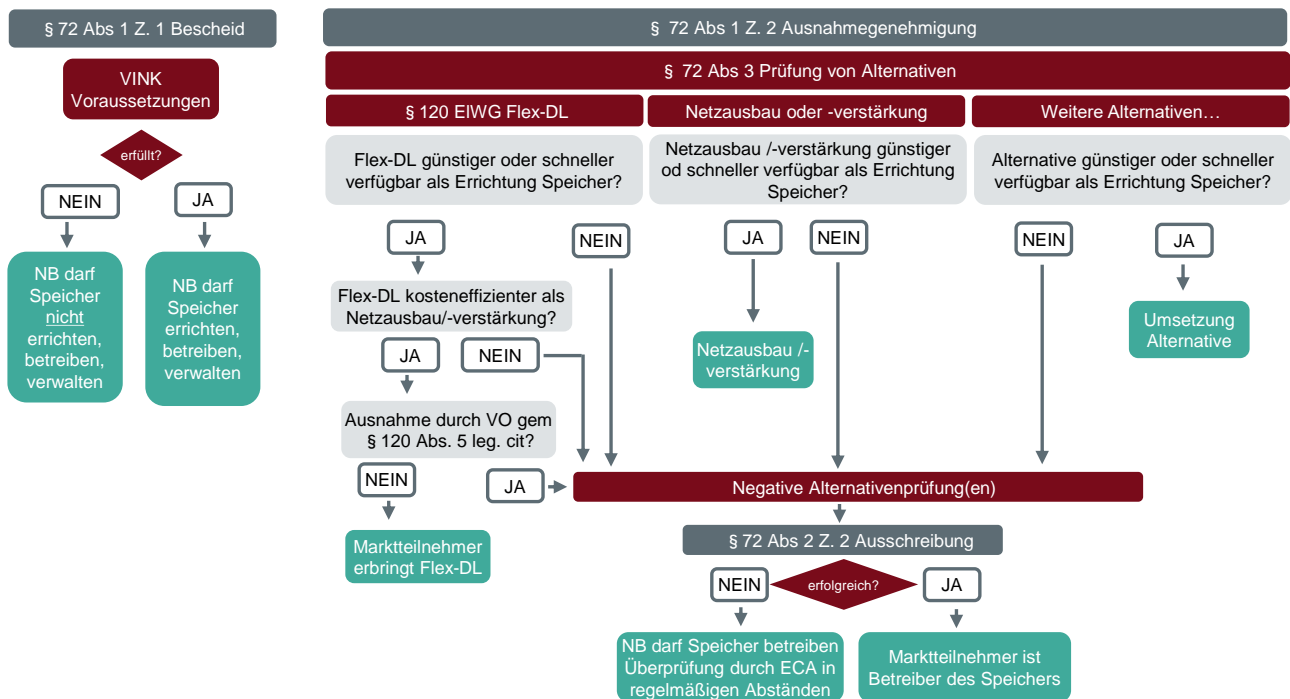 § 72 Abs 1 Z. 1 Bescheid
VINK
Voraussetzungen
erfüllt?
NEIN
JA
NB darf
Speicher
nicht
errichten,
betreiben,
verwalten
NB darf
Speicher
errichten,
betreiben,
verwalten
§ 72 Abs 1 Z. 2 Ausnahmegenehmigung
§ 72 Abs 3 Prüfung von Alternativen
§ 120 ElWG Flex-DL
Flex-DL günstiger oder schneller
verfügbar als Errichtung Speicher?
JA
NEIN
Flex-DL kosteneffizienter als
Netzausbau/-verstärkung?
JA
NEIN
Ausnahme durch VO gem
§ 120 Abs. 5 leg. cit?
NEIN
JA
Marktteilnehmer
erbringt Flex-DL
Netzausbau oder -verstärkung
Netzausbau /-verstärkung günstiger
od schneller verfügbar als Errichtung
Speicher?
JA
NEIN
Netzausbau /-
verstärkung
Weitere Alternativen…
Alternative günstiger oder schneller
verfügbar als Errichtung Speicher?
NEIN
JA
Umsetzung
Alternative
Negative Alternativenprüfung(en)
§ 72 Abs 2 Z. 2 Ausschreibung
NEIN
erfolgreich?
JA
NB darf Speicher betreiben
Überprüfung durch ECA in
regelmäßigen Abständen
Marktteilnehmer ist
Betreiber des Speichers